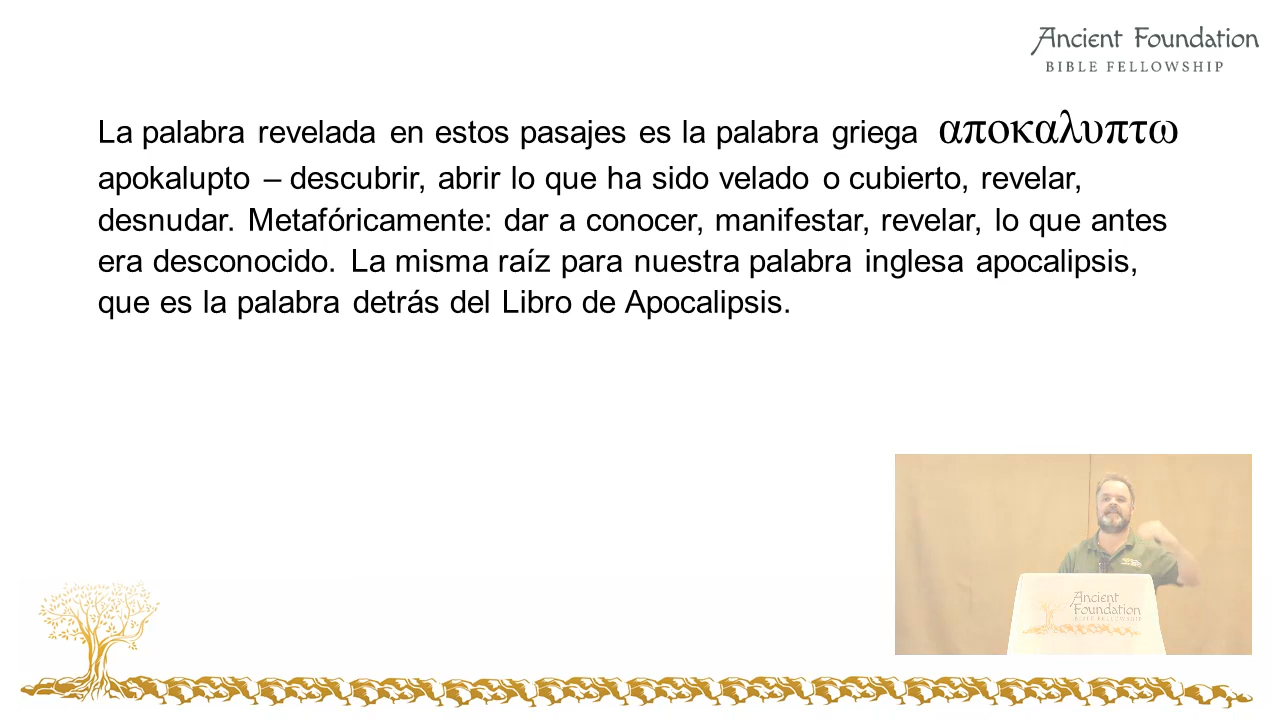 Ancient Foundation
BIBLE FELLOWSHIP
La palabra revelada en estos pasajes es la palabra griega αποκαλυπτω
apokalupto – descubrir, abrir lo que ha sido velado o cubierto, revelar,
desnudar. Metafóricamente: dar a conocer, manifestar, revelar, lo que antes
era desconocido. La misma raíz para nuestra palabra inglesa apocalipsis,
que es la palabra detrás del Libro de Apocalipsis.
Ancient
Foundation
BIBLE FELLOWSHIP